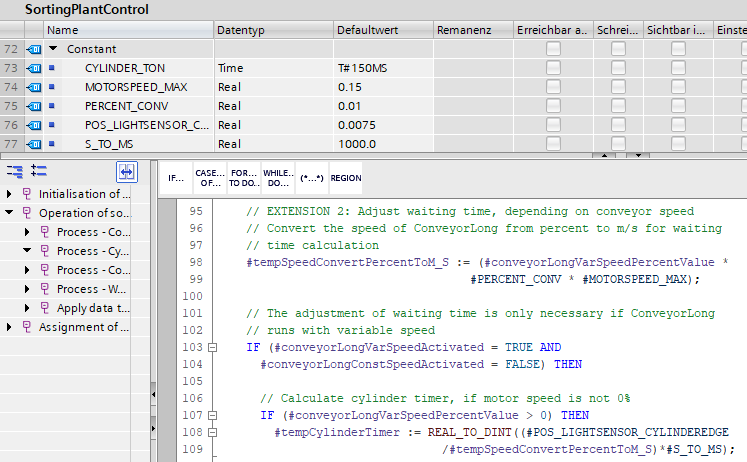 SortingPlantControl
Name Datentyp Defaultwert Remanenz Erreichbar a.. Schrei... Sichtbar i... Einste
72 Constant
73 CYLINDER_TON Time T#150MS
74 MOTORSPEED_MAX Real 0.15
75 PERCENT_CONV Real 0.01
76 POS_LIGHTSENSOR_C... Real 0.0075
77 S_TO_MS Real 1000.0
IF... CASE... OF... FOR... TO DO... WHILE.. DO... (*...*) REGION
Initialisation of ...
Operation of so...
Process - Co...
Process - Cy...
Process - Co...
Process - W...
Apply data t...
Assignment of ...
95 // EXTENSION 2: Adjust waiting time, depending on conveyor speed
96 // Convert the speed of ConveyorLong from percent to m/s for waiting
97 // time calculation
98 #tempSpeedConvertPercentToM_S := (#conveyorLongVarSpeedPercentValue *
99 #PERCENT_CONV * #MOTORSPEED_MAX);
100
101 // The adjustment of waiting time is only necessary if ConveyorLong
102 // runs with variable speed
103 IF (#conveyorLongVarSpeedActivated = TRUE AND
104 #conveyorLongConstSpeedActivated = FALSE) THEN
105
106 // Calculate cylinder timer, if motor speed is not 0%
107 IF (#conveyorLongVarSpeedPercentValue > 0) THEN
108 #tempCylinderTimer := REAL_TO_DINT((#POS_LIGHTSENSOR_CYLINDEREDGE
109 /#tempSpeedConvertPercentToM_S)*#S_TO_MS);